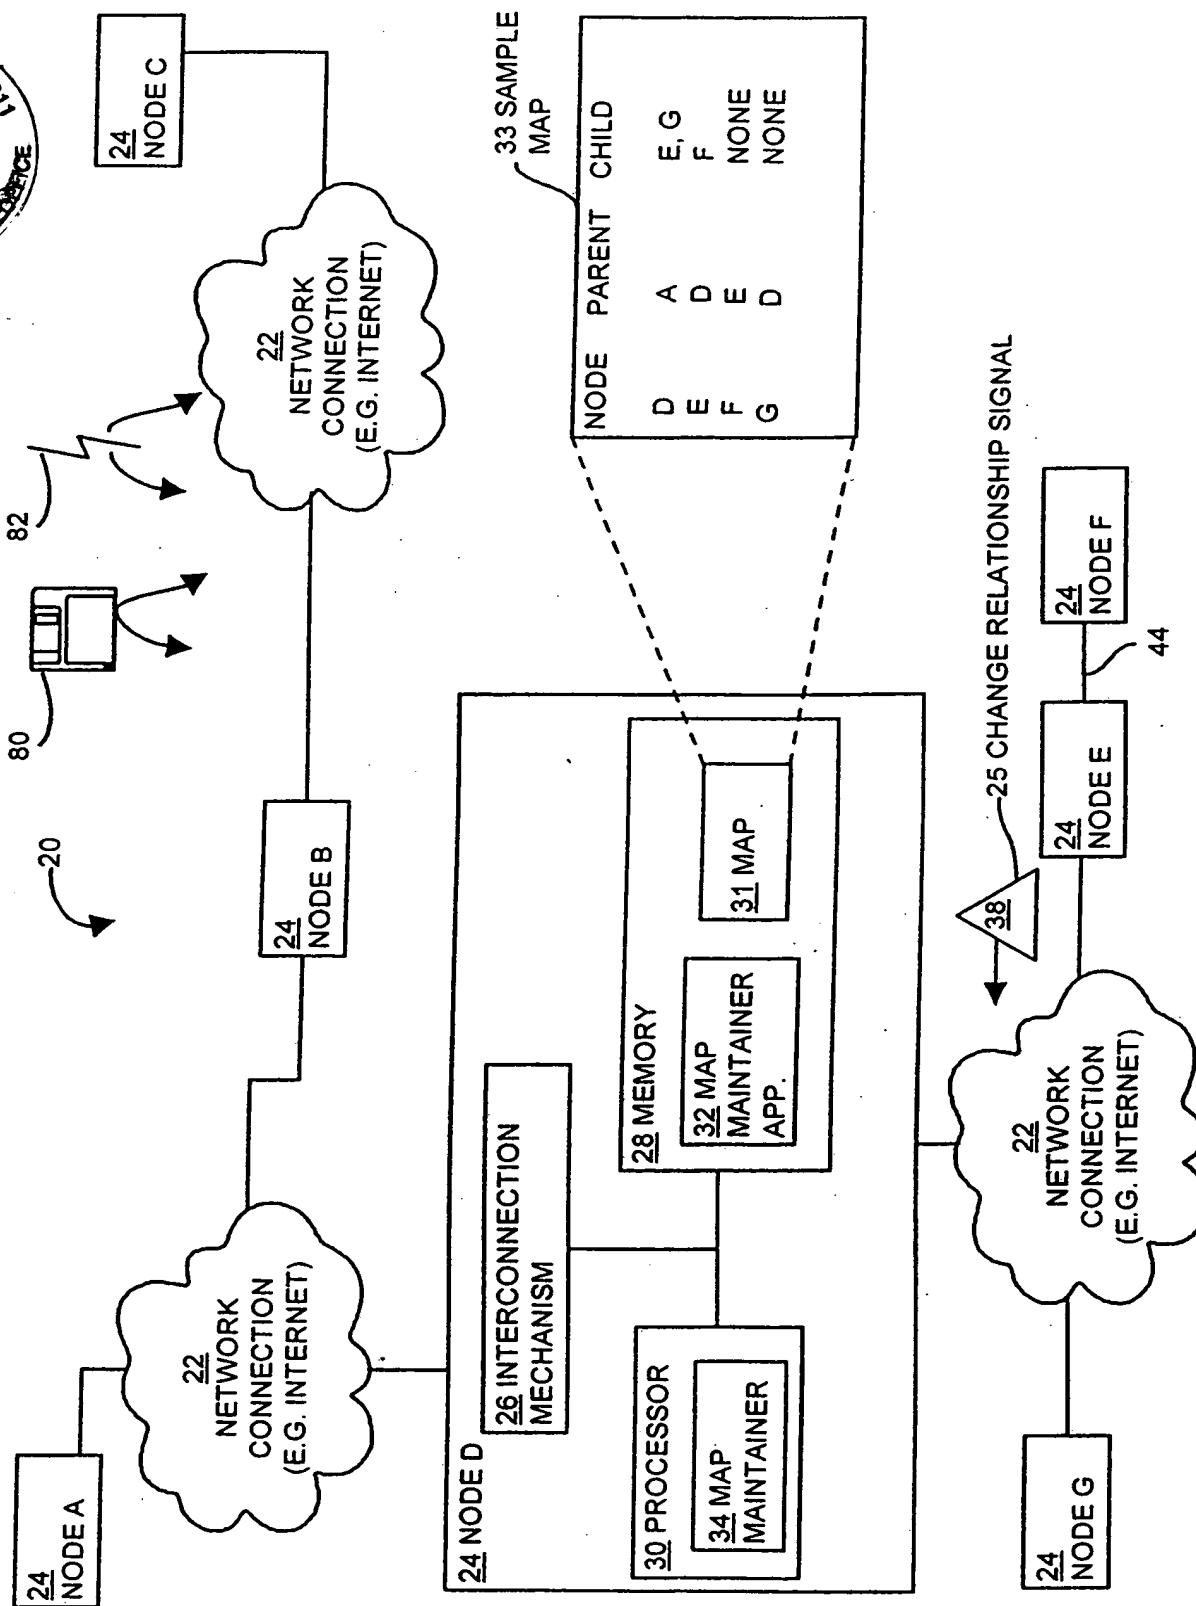 24
NODE A
22
NETWORK
CONNECTION
(E.G. INTERNET)
20
24
NODE B
80
82
22
NETWORK
CONNECTION
(E.G. INTERNET)
24
NODE C
24 NODE D
26 INTERCONNECTION
MECHANISM
30 PROCESSOR
34 MAP
MAINTAINER
28 MEMORY
32 MAP
MAINTAINER
APP.
31 MAP
33 SAMPLE
MAP
NODE PARENT CHILD
D A E, G
E D F
F E NONE
G D NONE
24
NODE G
22
NETWORK
CONNECTION
(E.G. INTERNET)
38
25 CHANGE RELATIONSHIP SIGNAL
24
NODE E
44
24
NODE F